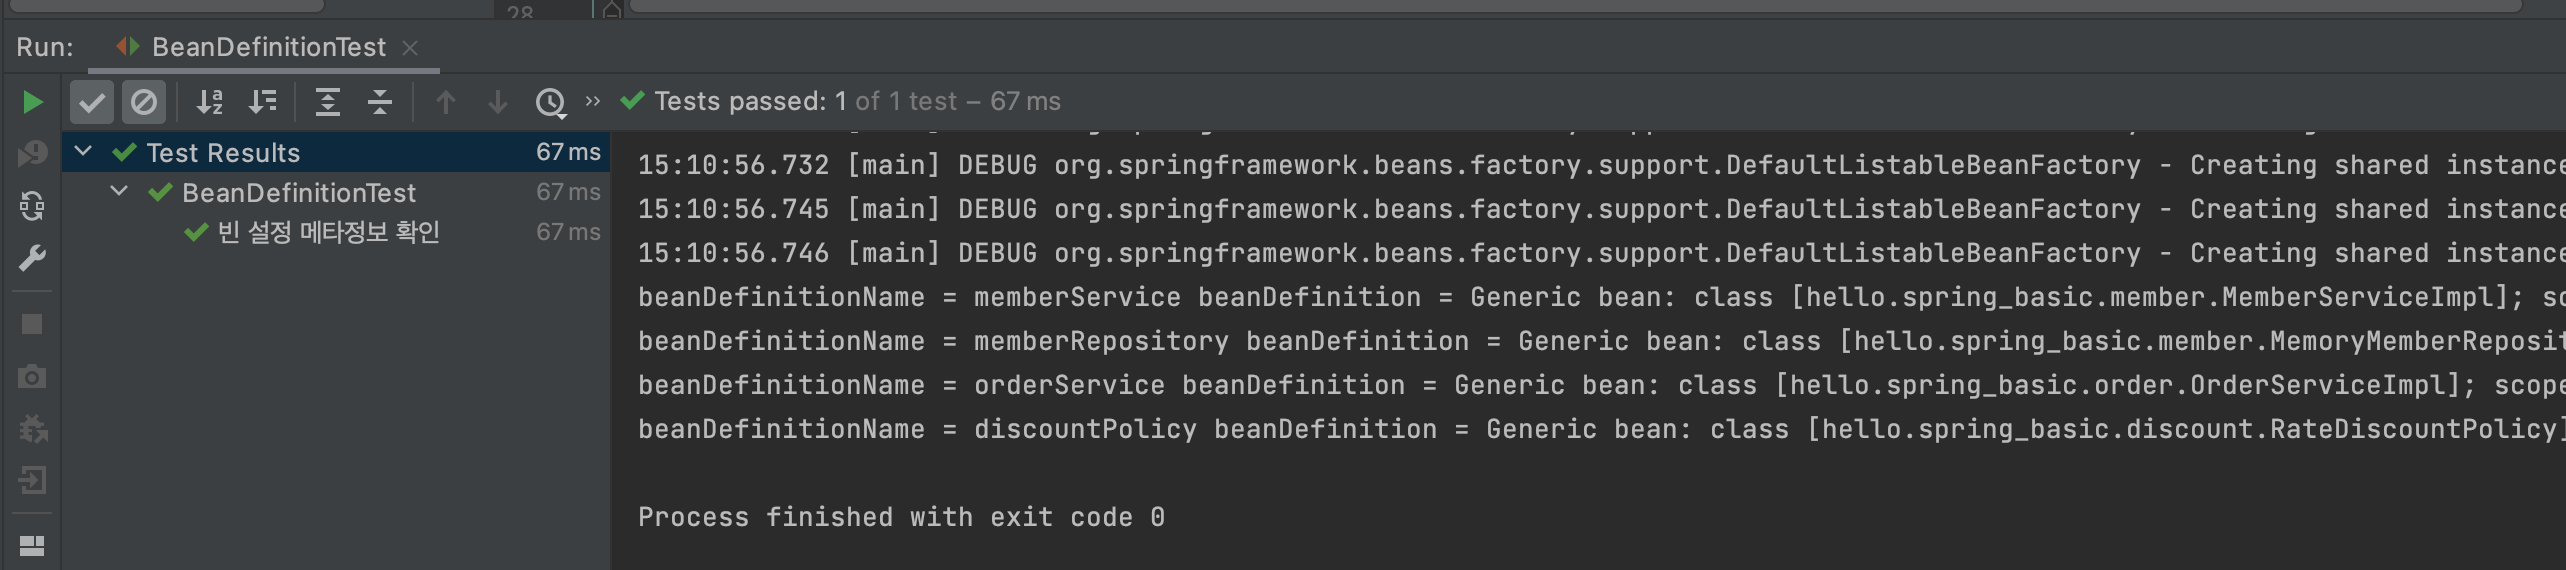 28
Run: BeanDefinitionTest
Tests passed: 1 of 1 test – 67 ms
Test Results 67 ms
BeanDefinitionTest 67 ms
빈 설정 메타정보 확인 67 ms
15:10:56.732 [main] DEBUG org.springframework.beans.factory.support.DefaultListableBeanFactory - Creating shared instance
15:10:56.745 [main] DEBUG org.springframework.beans.factory.support.DefaultListableBeanFactory - Creating shared instance
15:10:56.746 [main] DEBUG org.springframework.beans.factory.support.DefaultListableBeanFactory - Creating shared instance
beanDefinitionName = memberService beanDefinition = Generic bean: class [hello.spring_basic.member.MemberServiceImpl]; sc
beanDefinitionName = memberRepository beanDefinition = Generic bean: class [hello.spring_basic.member.MemoryMemberReposit
beanDefinitionName = orderService beanDefinition = Generic bean: class [hello.spring_basic.order.OrderServiceImpl]; scope
beanDefinitionName = discountPolicy beanDefinition = Generic bean: class [hello.spring_basic.discount.RateDiscountPolicy]
Process finished with exit code 0